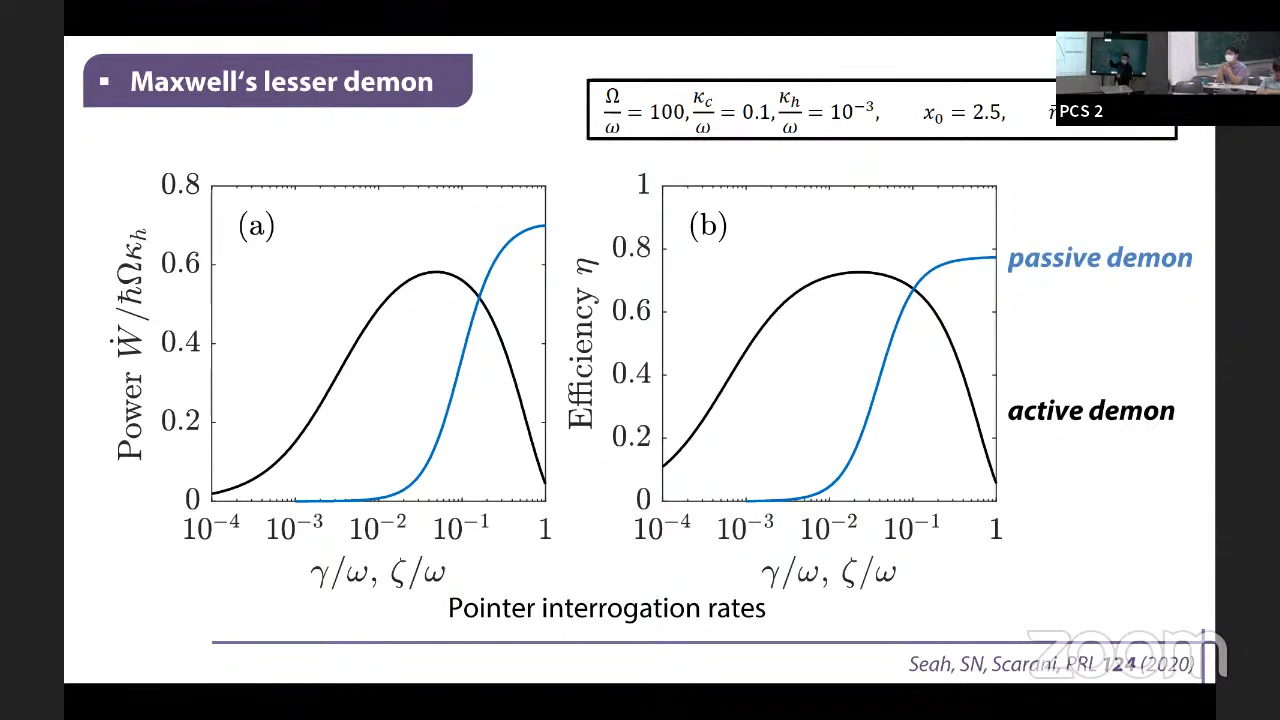 ▪ Maxwell‘s lesser demon
Ω/ω = 100, κ_c/ω = 0.1, κ_h/ω = 10⁻³, x₀ = 2.5,
PCS 2
(a)
Power Ẇ/ℏΩκ_h
0.8
0.6
0.4
0.2
0
10⁻⁴ 10⁻³ 10⁻² 10⁻¹ 1
γ/ω, ζ/ω
(b)
Efficiency η
1
0.8
0.6
0.4
0.2
0
10⁻⁴ 10⁻³ 10⁻² 10⁻¹ 1
γ/ω, ζ/ω
passive demon
active demon
Pointer interrogation rates
Seah, SN, Scarani, PRL 124 (2020)
zoom